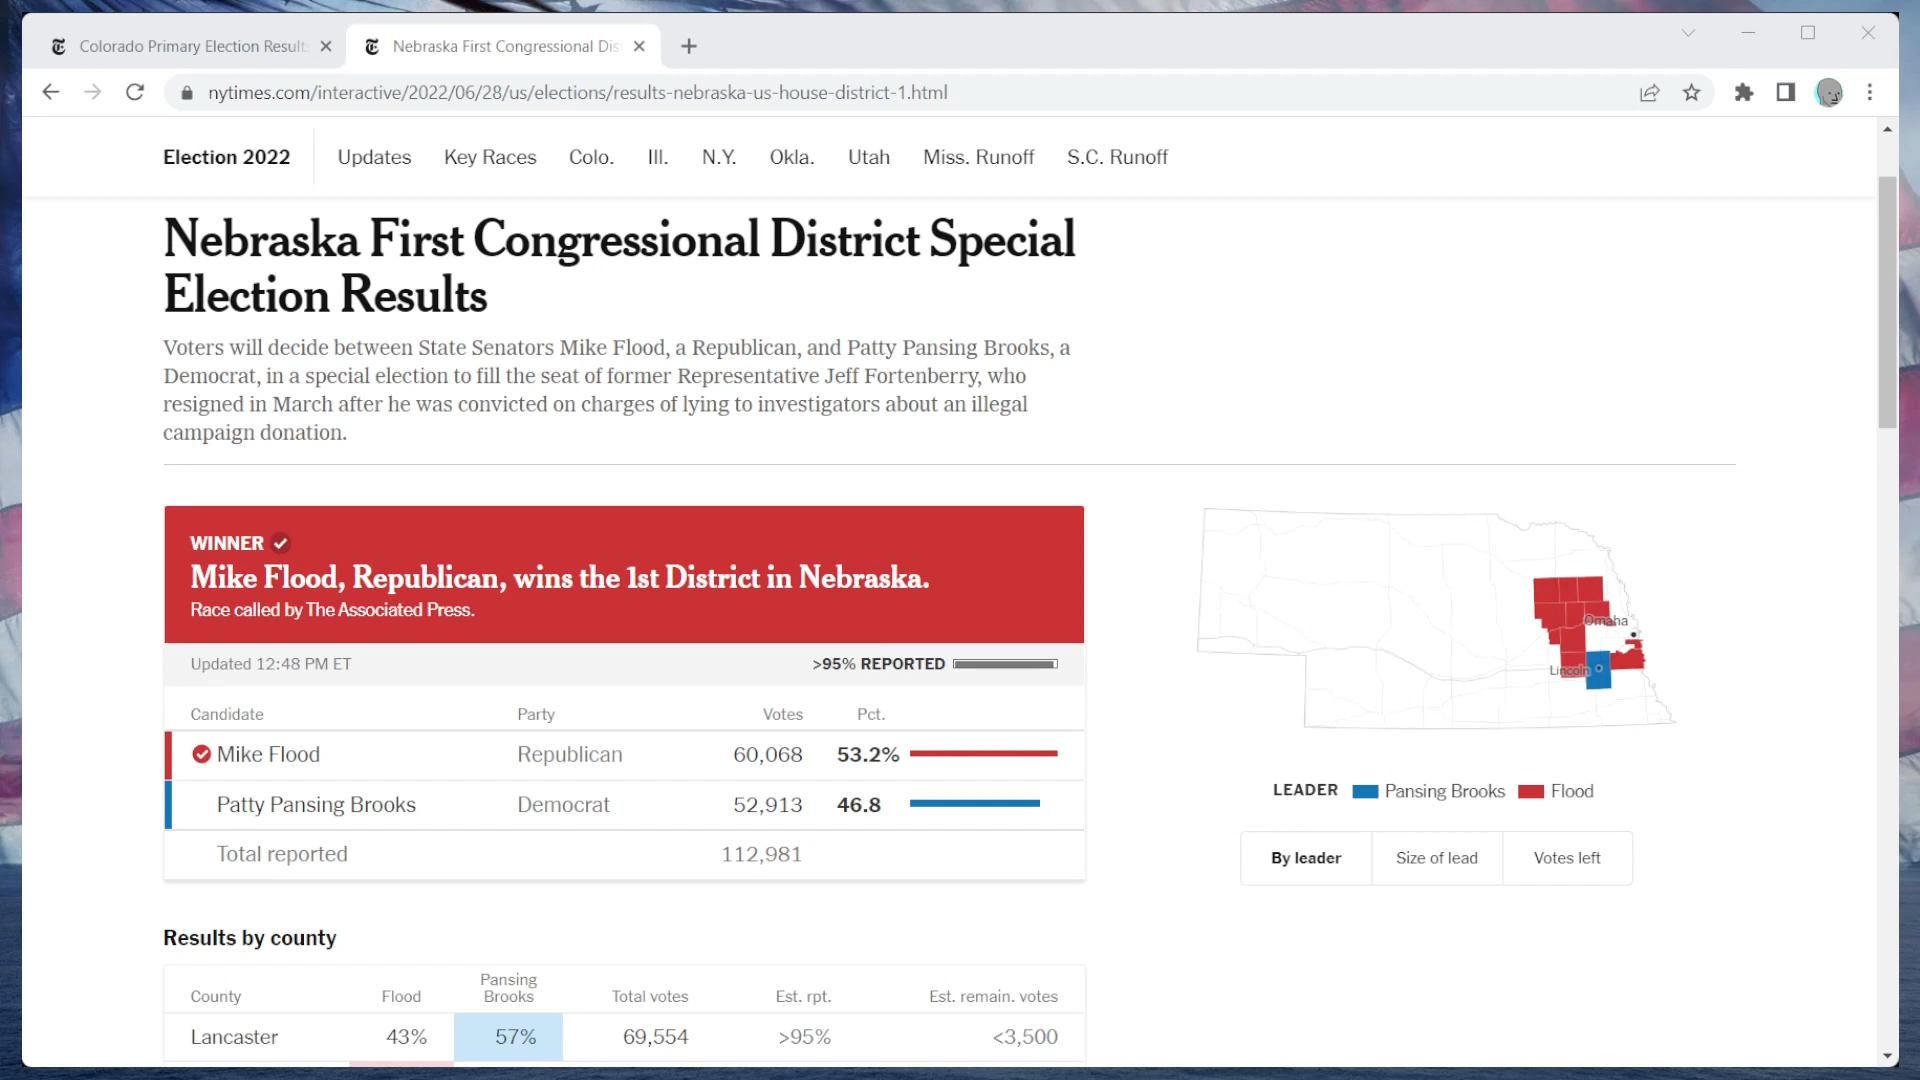 Colorado Primary Election Result
Nebraska First Congressional Dis
nytimes.com/interactive/2022/06/28/us/elections/results-nebraska-us-house-district-1.html
Election 2022 Updates Key Races Colo. Ill. N.Y. Okla. Utah Miss. Runoff S.C. Runoff
Nebraska First Congressional District Special
Election Results
Voters will decide between State Senators Mike Flood, a Republican, and Patty Pansing Brooks, a
Democrat, in a special election to fill the seat of former Representative Jeff Fortenberry, who
resigned in March after he was convicted on charges of lying to investigators about an illegal
campaign donation.
WINNER
Mike Flood, Republican, wins the 1st District in Nebraska.
Race called by The Associated Press.
Updated 12:48 PM ET >95% REPORTED
Candidate Party Votes Pct.
Mike Flood Republican 60,068 53.2%
Patty Pansing Brooks Democrat 52,913 46.8
Total reported 112,981
Omaha
Lincoln
LEADER Pansing Brooks Flood
By leader Size of lead Votes left
Results by county
County Flood Pansing Brooks Total votes Est. rpt. Est. remain. votes
Lancaster 43% 57% 69,554 >95% <3,500